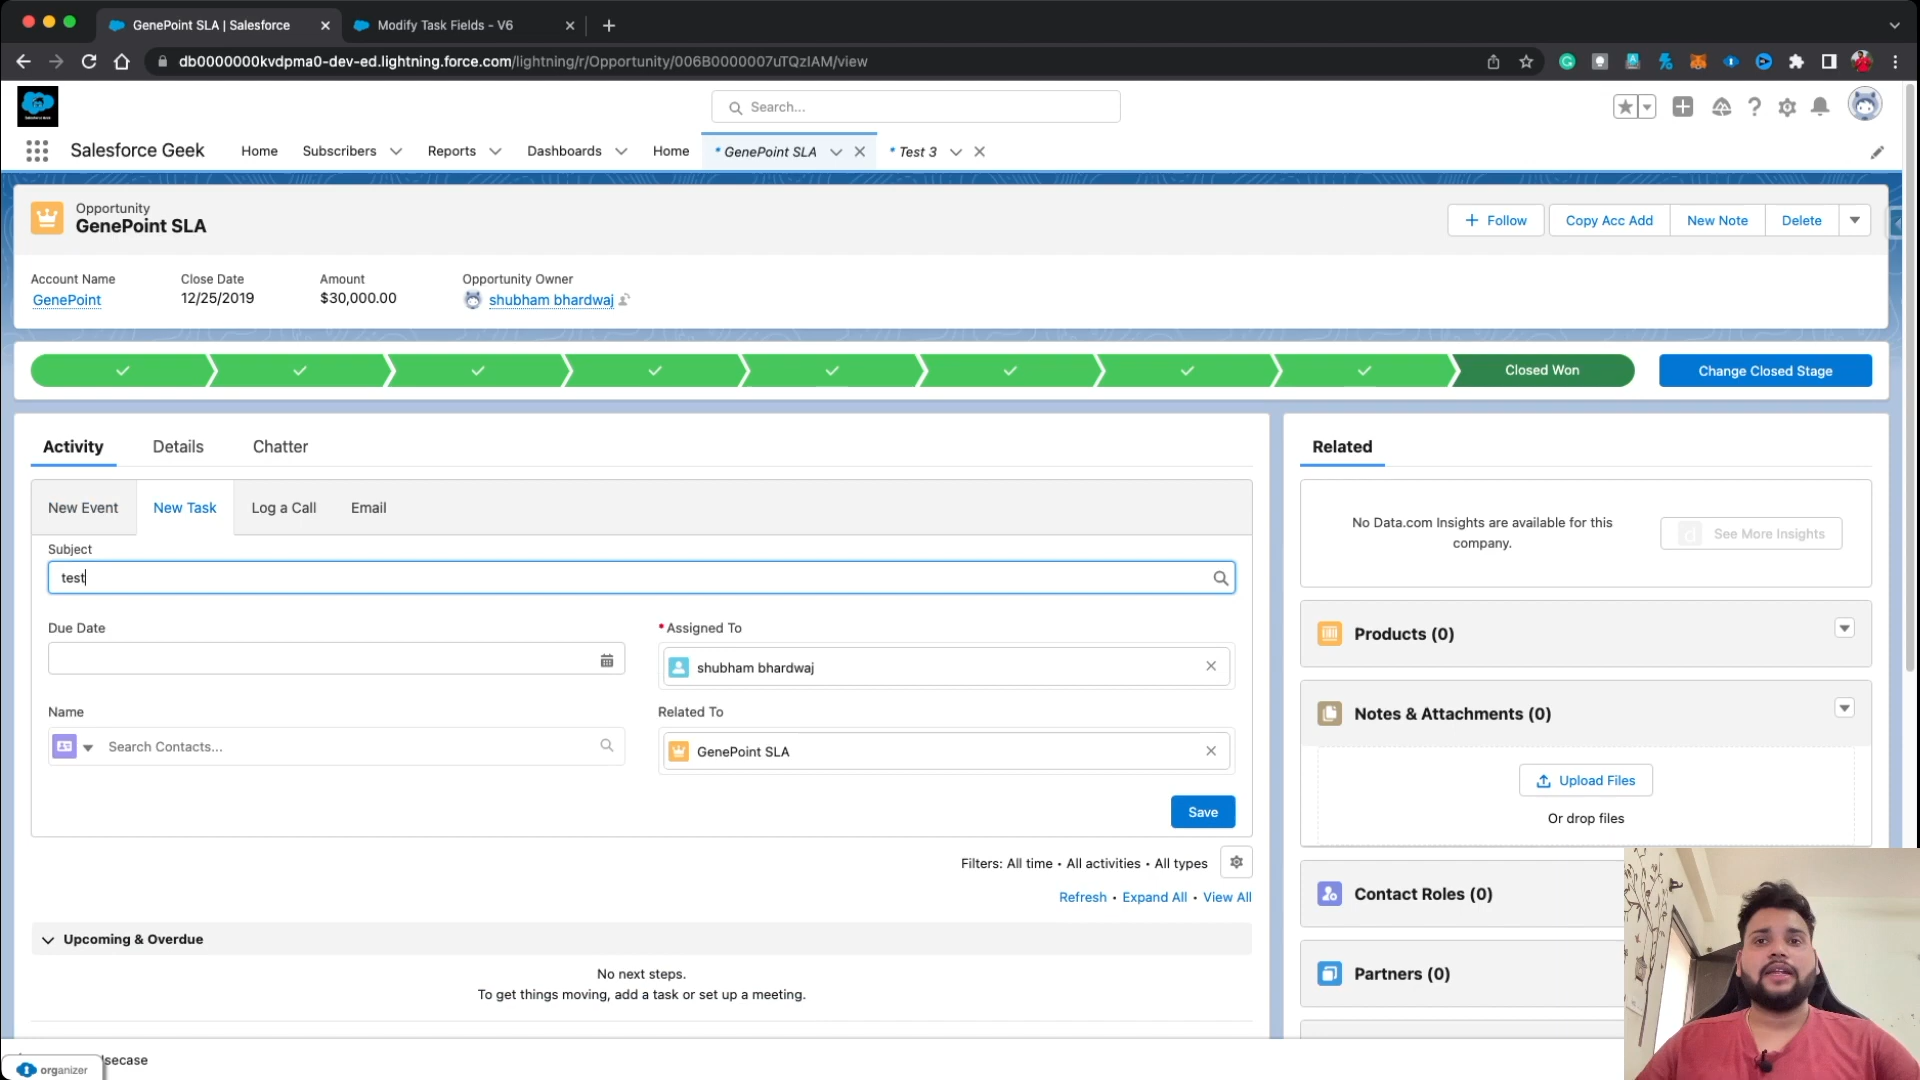 GenePoint SLA | Salesforce
Modify Task Fields - V6
db0000000kvdpma0-dev-ed.lightning.force.com/lightning/r/Opportunity/006B0000007uTQzIAM/view
Search...
Salesforce Geek
Home
Subscribers
Reports
Dashboards
Home
* GenePoint SLA
* Test 3
Opportunity
GenePoint SLA
Follow
Copy Acc Add
New Note
Delete
Account Name
Close Date
Amount
Opportunity Owner
GenePoint
12/25/2019
$30,000.00
shubham bhardwaj
Closed Won
Change Closed Stage
Activity
Details
Chatter
Related
New Event
New Task
Log a Call
Email
Subject
test
Due Date
* Assigned To
shubham bhardwaj
Name
Related To
Search Contacts...
GenePoint SLA
Save
Filters: All time • All activities • All types
Refresh • Expand All • View All
Upcoming & Overdue
No next steps.
To get things moving, add a task or set up a meeting.
No Data.com Insights are available for this
company.
See More Insights
Products (0)
Notes & Attachments (0)
Upload Files
Or drop files
Contact Roles (0)
Partners (0)
organizer